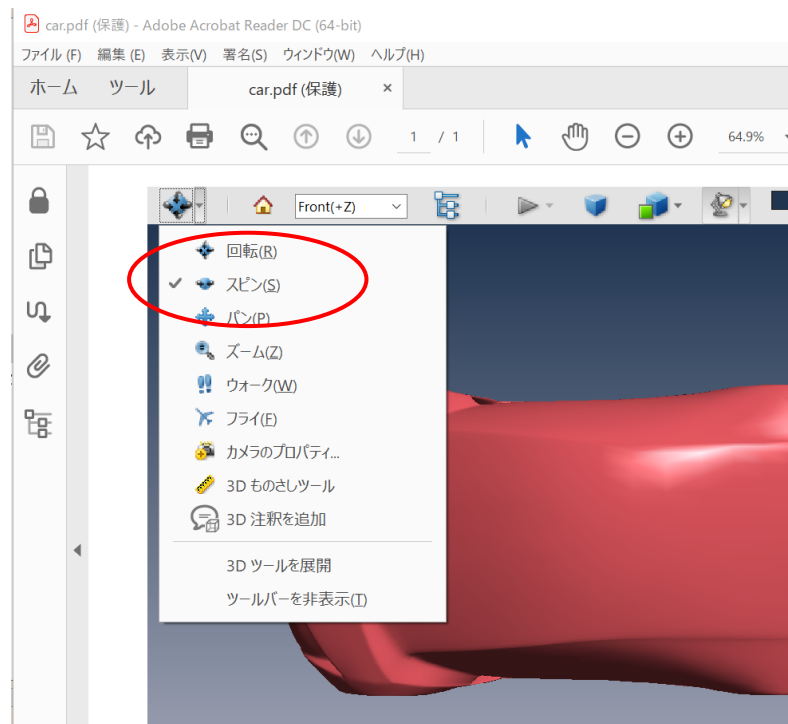 car.pdf (保護) - Adobe Acrobat Reader DC (64-bit)
ファイル (F) 編集 (E) 表示(V) 署名(S) ウィンドウ(W) ヘルプ(H)
ホーム ツール car.pdf (保護) ×
1 / 1 64.9%
Front(+Z)
回転(R)
スピン(S)
パン(P)
ズーム(Z)
ウォーク(W)
フライ(F)
カメラのプロパティ...
3D ものさしツール
3D 注釈を追加
3D ツールを展開
ツールバーを非表示(T)